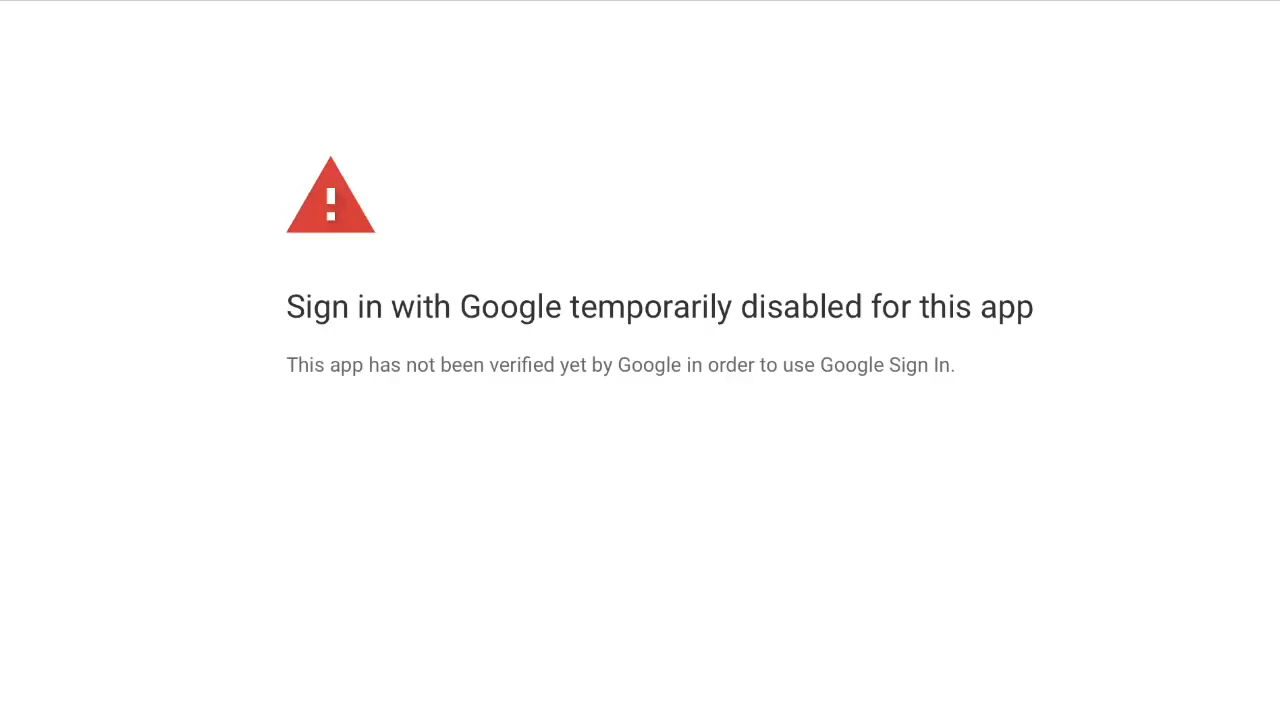 Sign in with Google temporarily disabled for this app
This app has not been verified yet by Google in order to use Google Sign In.